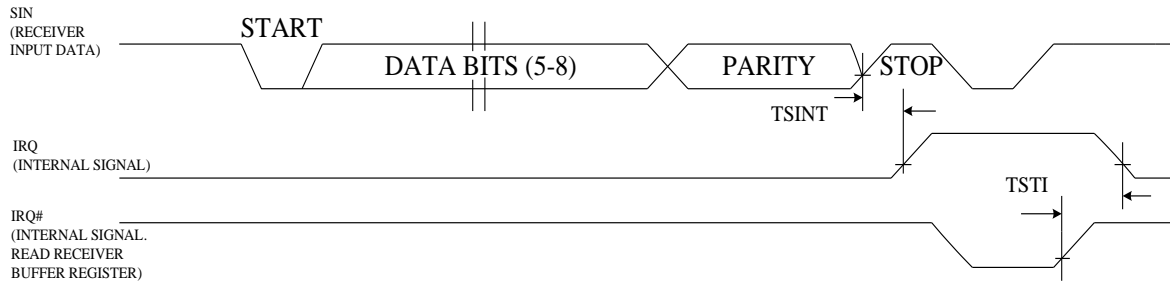 SIN
(RECEIVER
INPUT DATA)
START
DATA BITS (5-8)
PARITY
STOP
TSINT
IRQ
(INTERNAL SIGNAL)
TSTI
IRQ#
(INTERNAL SIGNAL.
READ RECEIVER
BUFFER REGISTER)